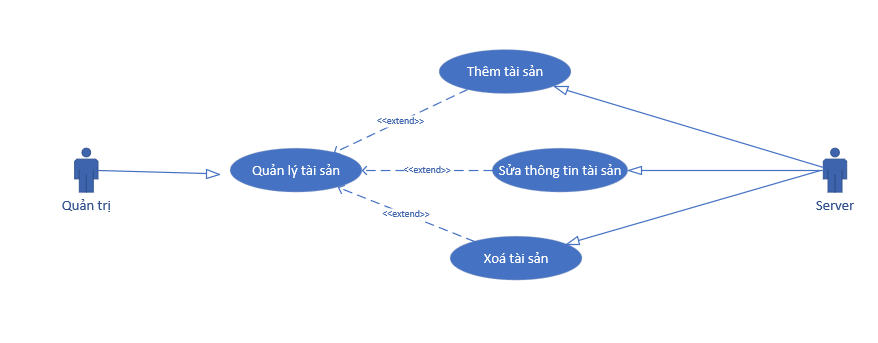 Thêm tài sản
<<extend>>
Quản lý tài sản
<<extend>>
Sửa thông tin tài sản
Quản trị
Server
<<extend>>
Xoá tài sản